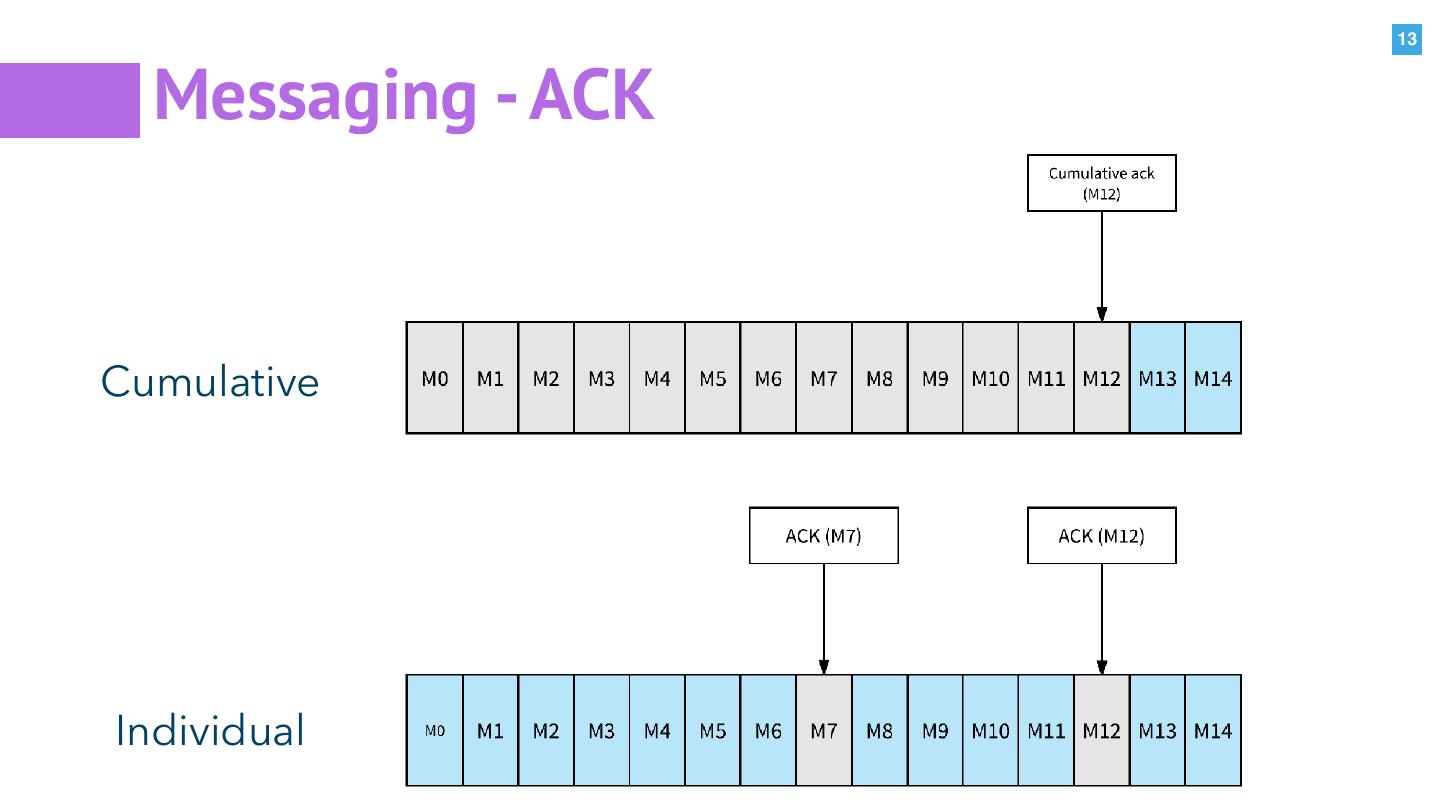 13
Messaging - ACK
Cumulative ack
(M12)
Cumulative
M0 M1 M2 M3 M4 M5 M6 M7 M8 M9 M10 M11 M12 M13 M14
ACK (M7)
ACK (M12)
Individual
M0 M1 M2 M3 M4 M5 M6 M7 M8 M9 M10 M11 M12 M13 M14